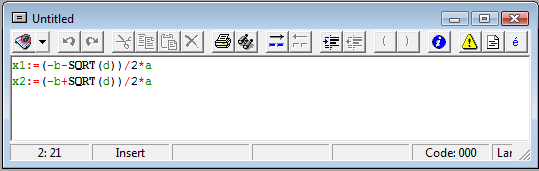 Untitled
( ) i ! é
x1:=(-b-SQRT(d))/2*a
x2:=(-b+SQRT(d))/2*a
2: 21 Insert Code: 000 Lar